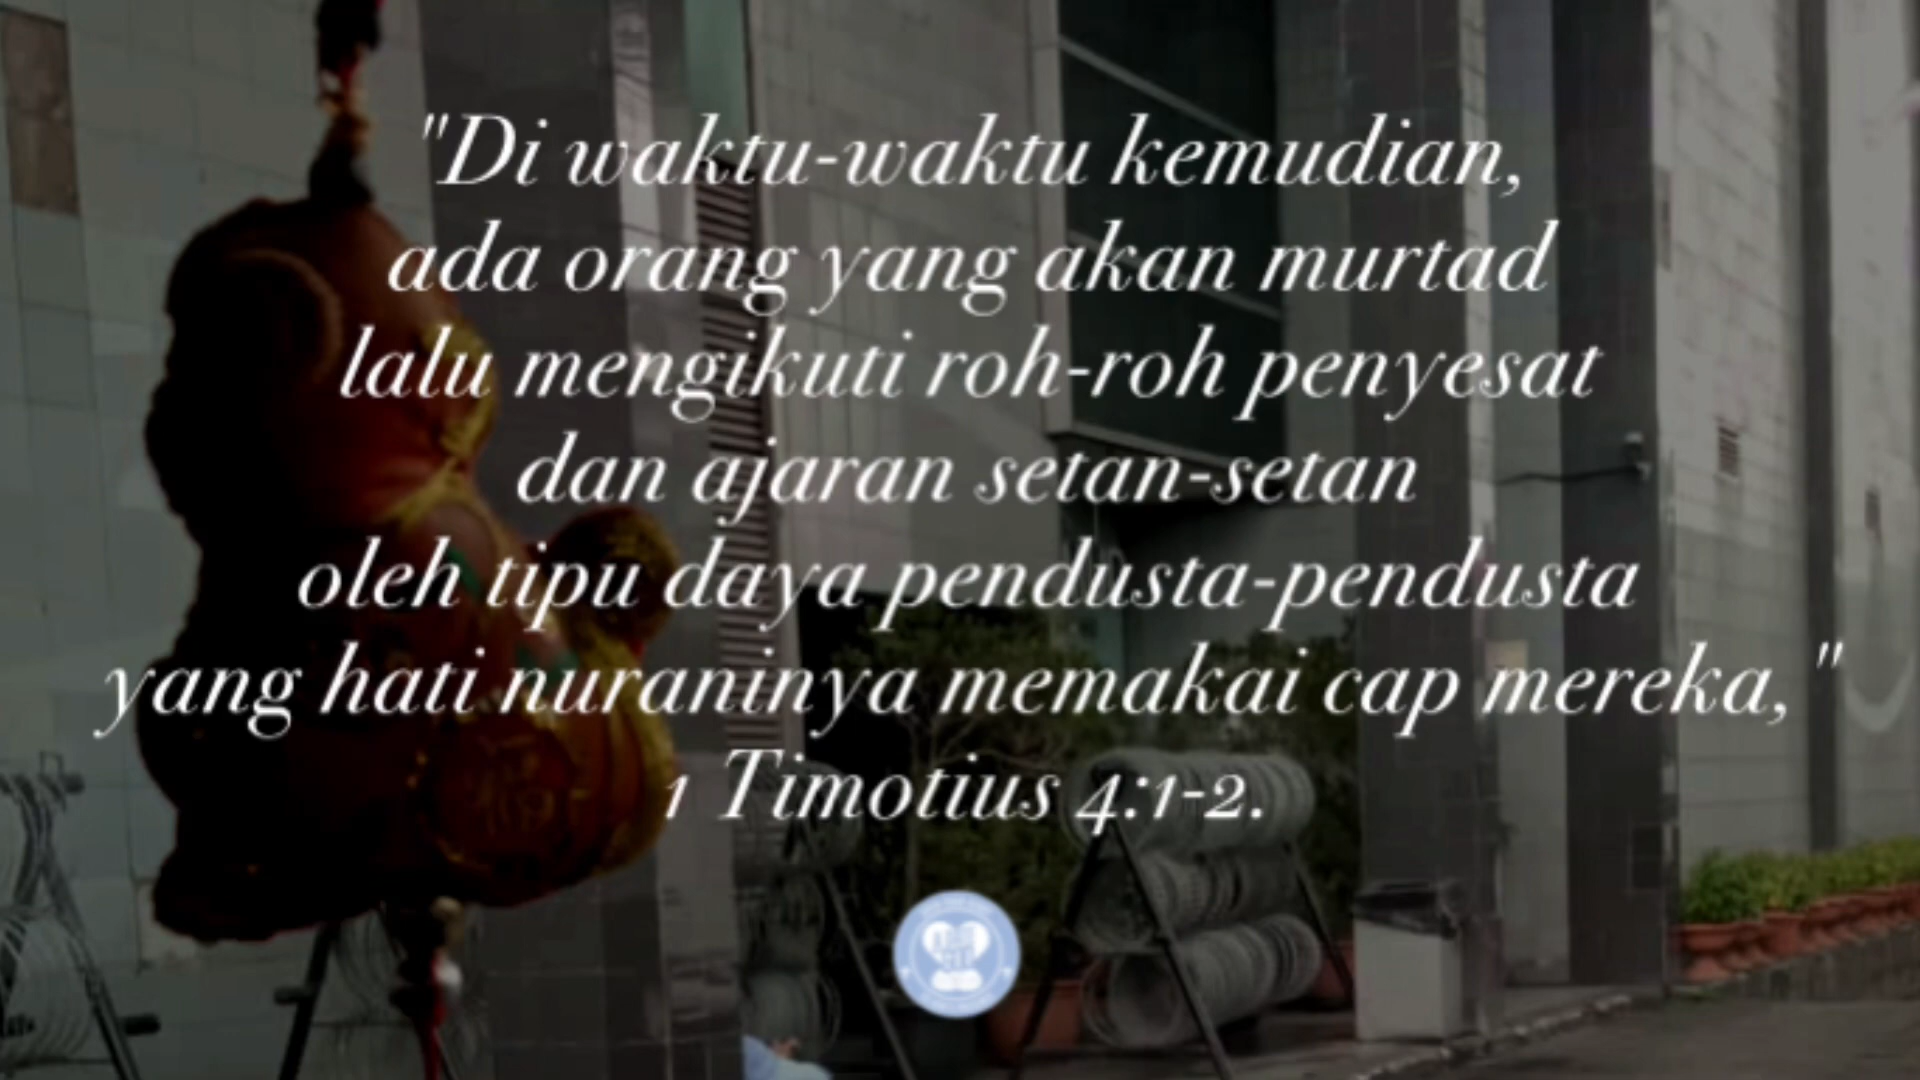 "Di waktu-waktu kemudian,
ada orang yang akan murtad
lalu mengikuti roh-roh penyesat
dan ajaran setan-setan
oleh tipu daya pendusta-pendusta
yang hati nuraninya memakai cap mereka,"
1 Timotius 4:1-2.
福